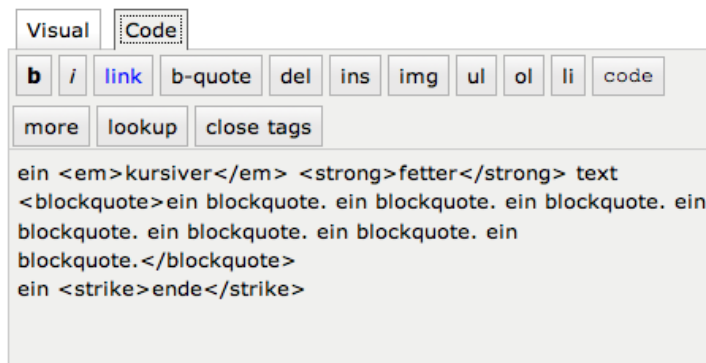 Visual Code
b i link b-quote del ins img ul ol li code
more lookup close tags
ein <em>kursiver</em> <strong>fetter</strong> text
<blockquote>ein blockquote. ein blockquote. ein blockquote. ein
blockquote. ein blockquote. ein blockquote. ein
blockquote.</blockquote>
ein <strike>ende</strike>